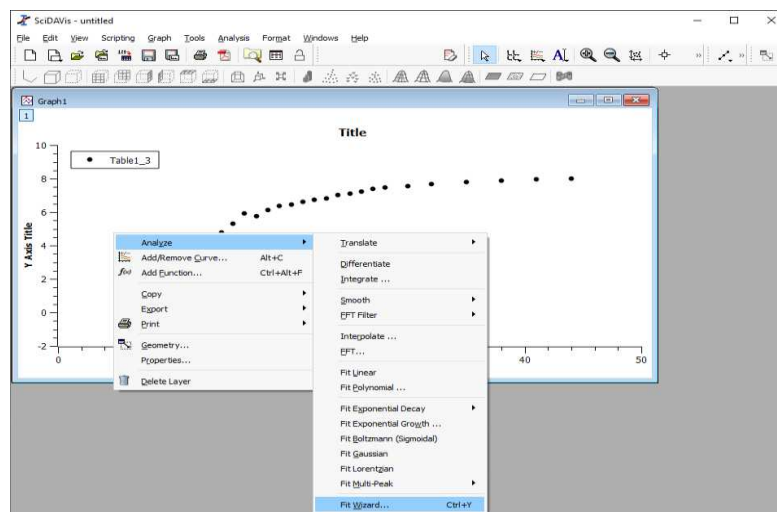 SciDAVis - untitled
File Edit View Scripting Graph Tools Analysis Format Windows Help
Graph1
1
Title
Table1_3
10
8
6
4
2
0
-2
Y Axis Title
0
40
50
Analyze
Add/Remove Curve... Alt+C
Add Function... Ctrl+Alt+F
Copy
Export
Print
Geometry...
Properties...
Delete Layer
Translate
Differentiate
Integrate ...
Smooth
FFT Filter
Interpolate ...
FFT...
Fit Linear
Fit Polynomial ...
Fit Exponential Decay
Fit Exponential Growth ...
Fit Boltzmann (Sigmoidal)
Fit Gaussian
Fit Lorentzian
Fit Multi-Peak
Fit Wizard... Ctrl+Y